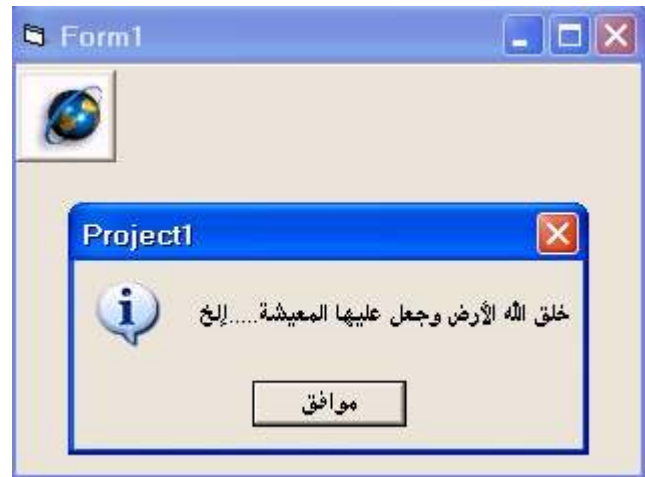 Form1
Project1
خلق الله الأرض وجعل عليها المعيشة.....إلخ
موافق